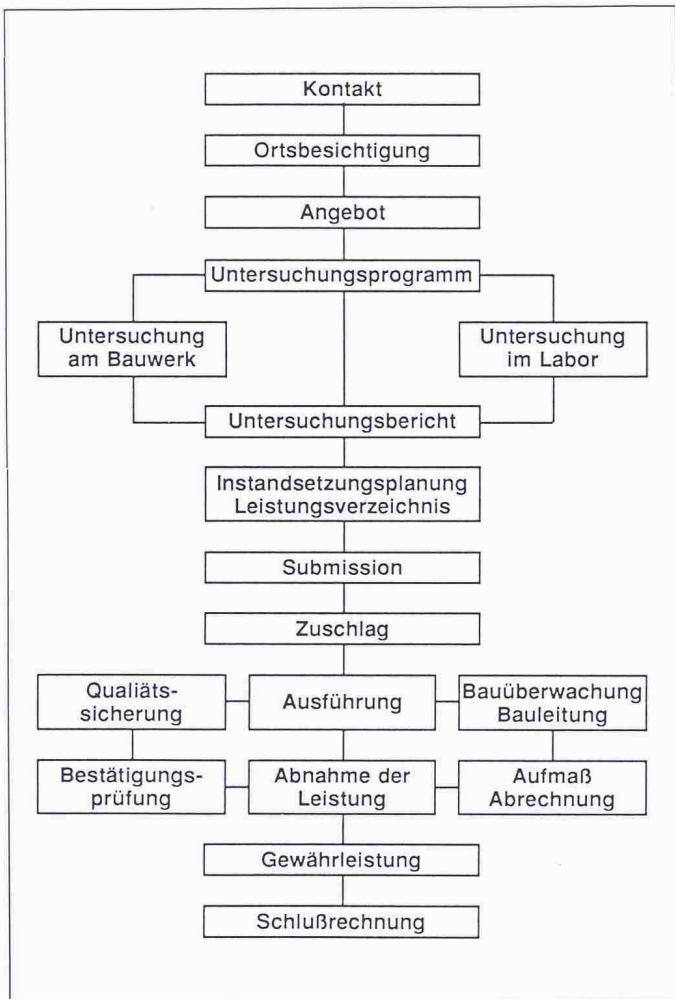 Kontakt
Ortsbesichtigung
Angebot
Untersuchungsprogramm
Untersuchung
am Bauwerk
Untersuchung
im Labor
Untersuchungsbericht
Instandsetzungsplanung
Leistungsverzeichnis
Submission
Zuschlag
Qualiäts-
sicherung
Ausführung
Bauüberwachung
Bauleitung
Bestätigungs-
prüfung
Abnahme der
Leistung
Aufmaß
Abrechnung
Gewährleistung
Schlußrechnung